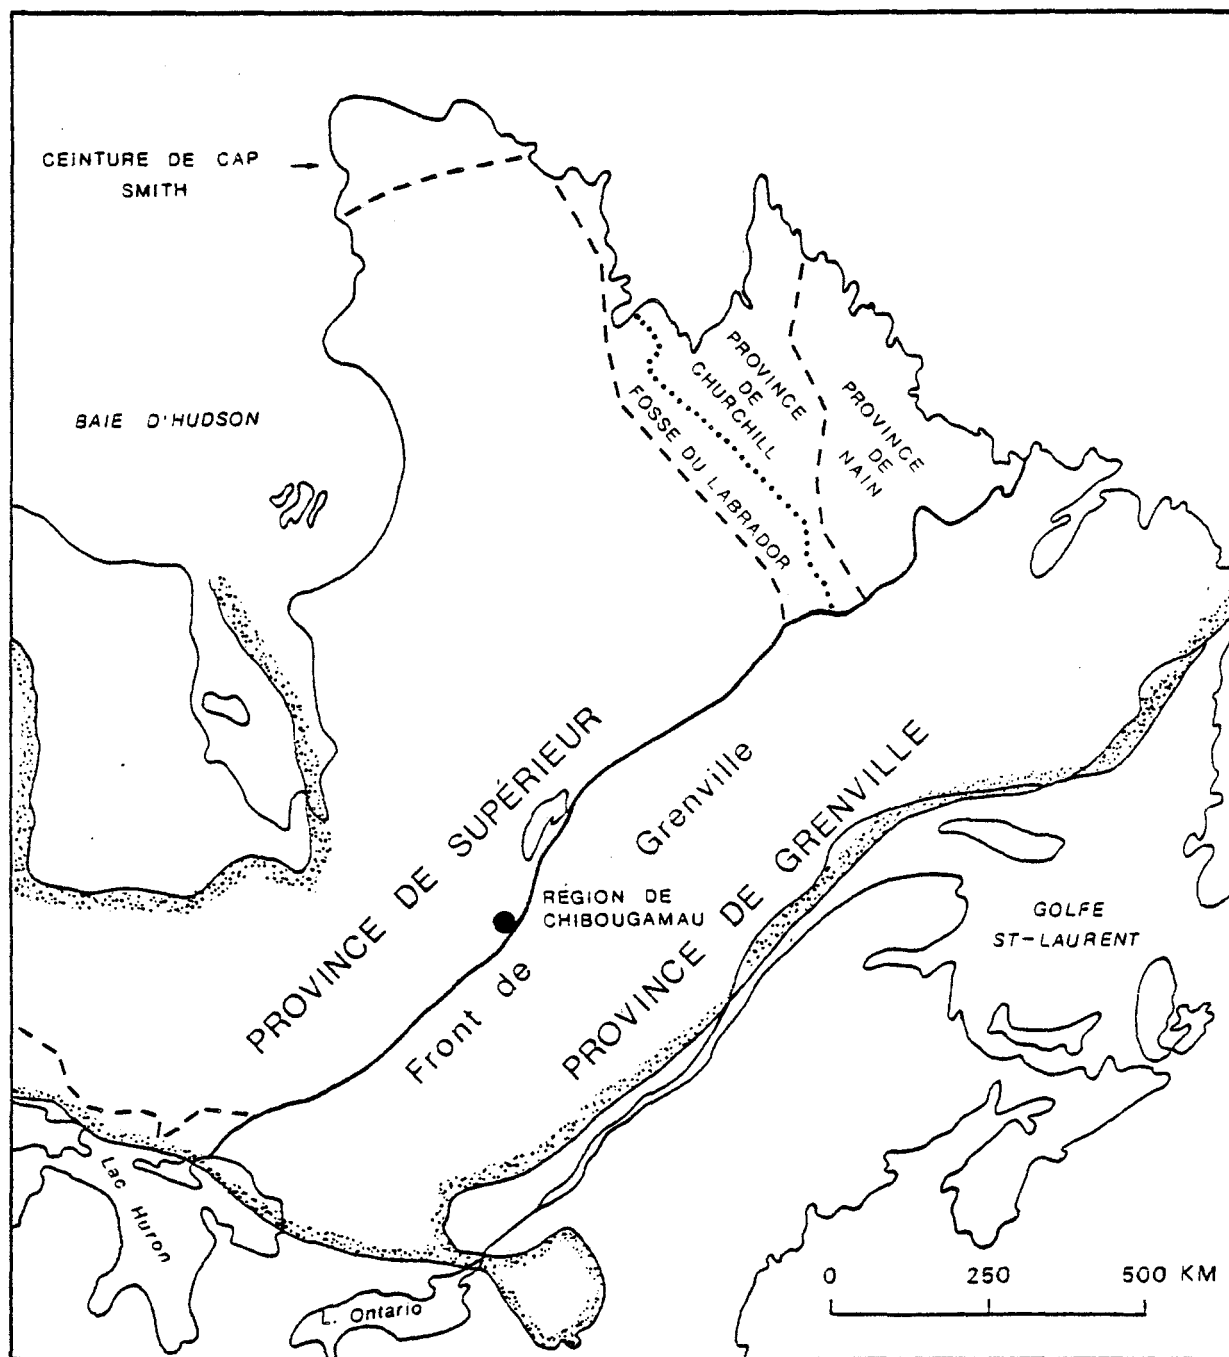 CEINTURE DE CAP
SMITH
BAIE D'HUDSON
PROVINCE
DE
CHURCHILL
FOSSE DU LABRADOR
PROVINCE
DE
NAIN
PROVINCE DE SUPÉRIEUR
Front de Grenville
PROVINCE DE GRENVILLE
RÉGION DE
CHIBOUGAMAU
GOLFE
ST-LAURENT
Lac Huron
L. Ontario
0 250 500 KM